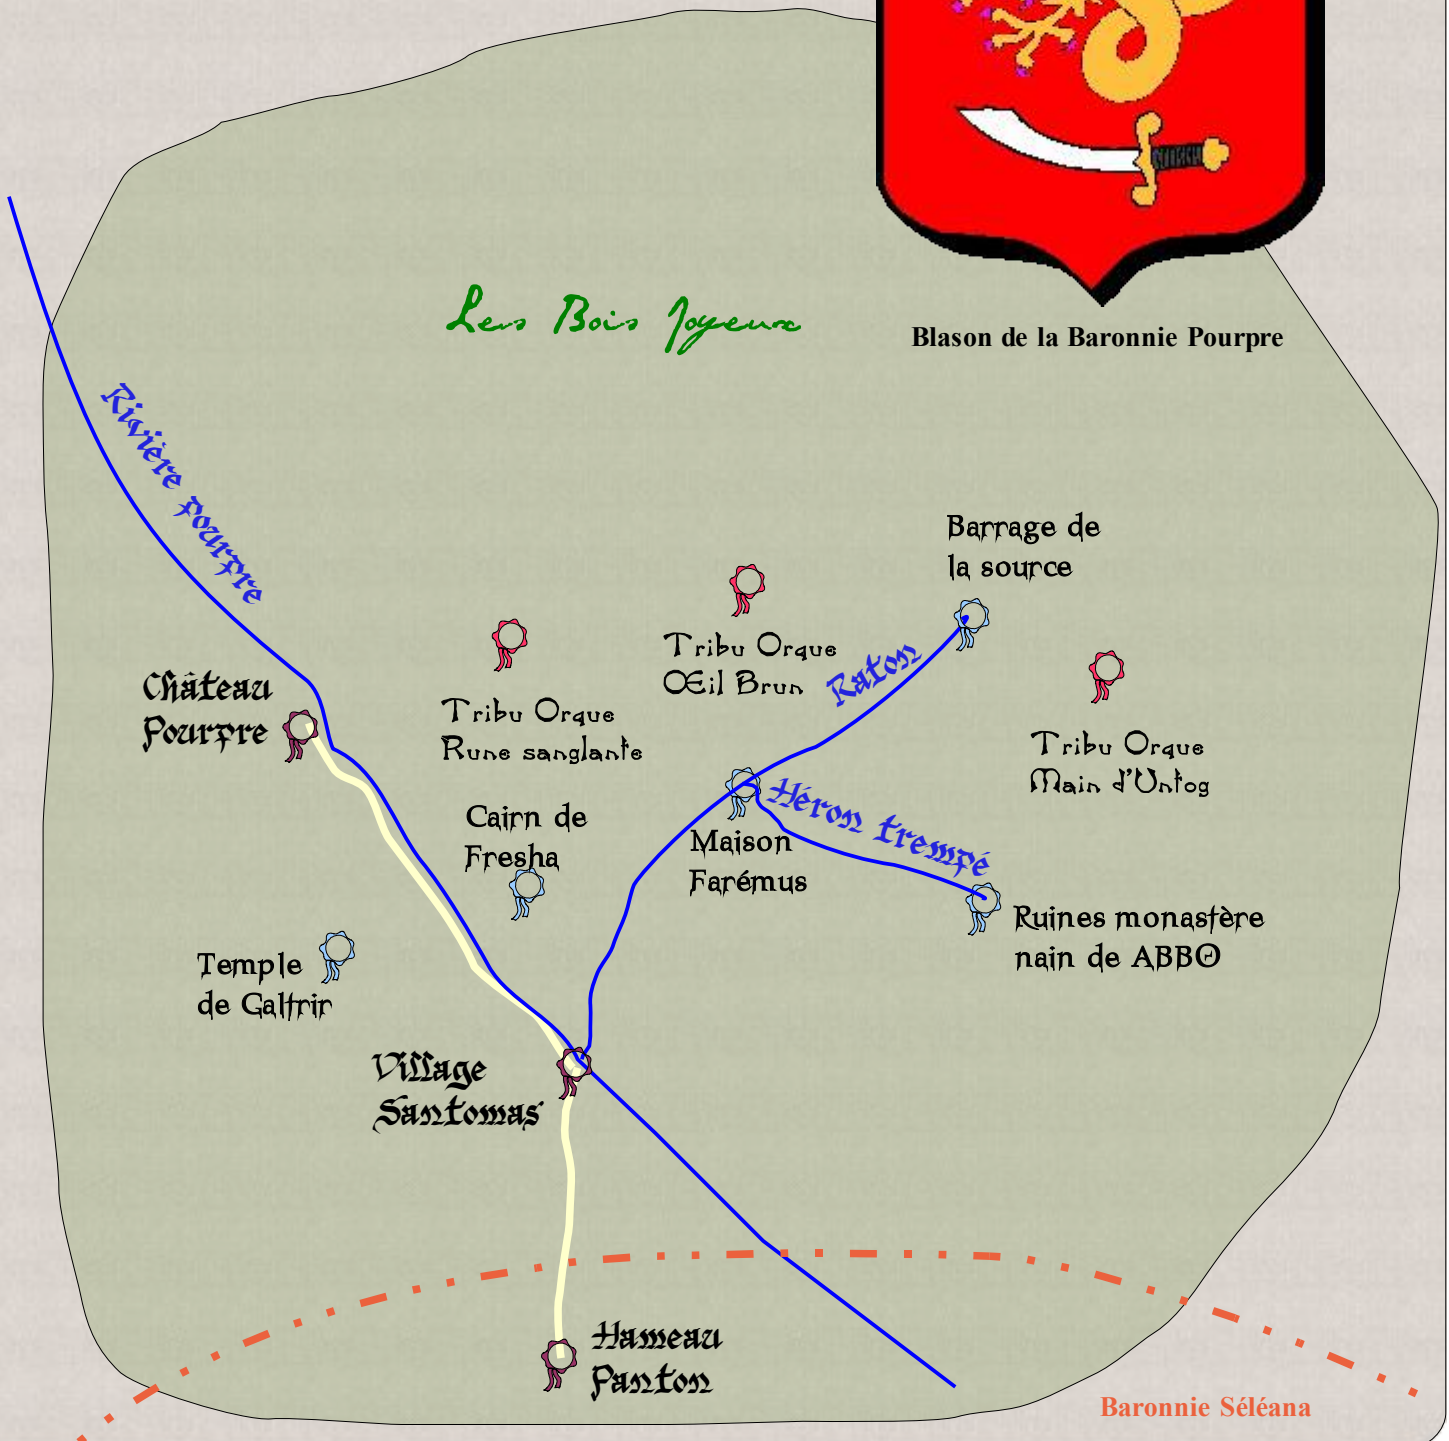 Les Bois Joyeux
Blason de la Baronnie Pourpre
Rivière pourpre
Barrage de
la source
Tribu Orque
Œil Brun
Raton
Château
Pourpre
Tribu Orque
Rune sanglante
Tribu Orque
Main d'Untog
Héron trempé
Cairn de
Fresha
Maison
Farémus
Ruines monastère
nain de ABBO
Temple
de Galtrir
Village
Santomas
Hameau
Panton
Baronnie Séléana